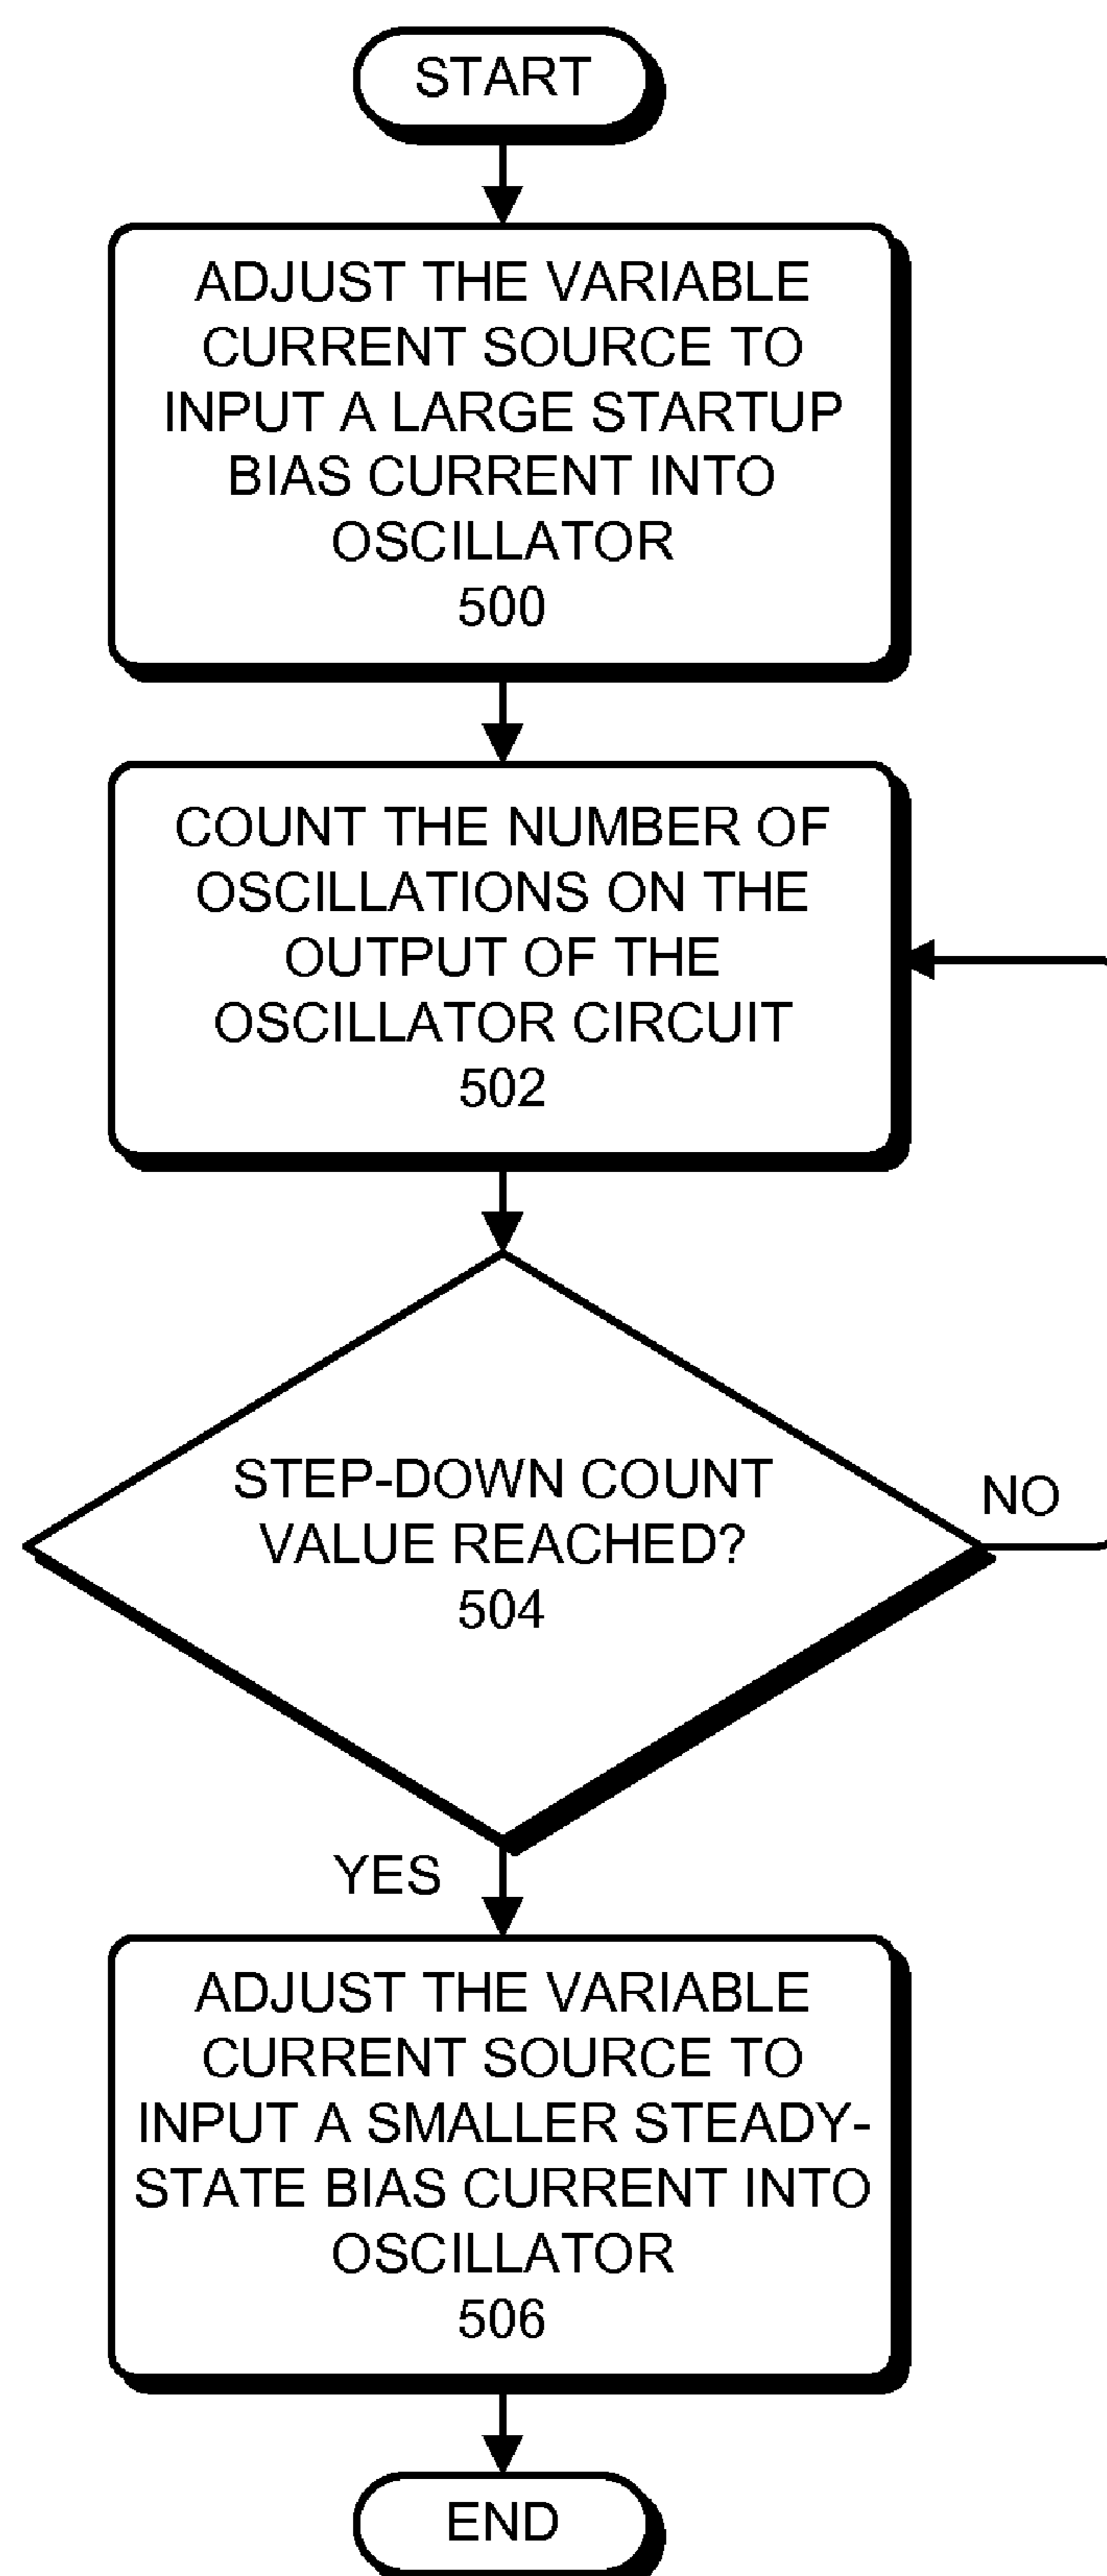 START
ADJUST THE VARIABLE
CURRENT SOURCE TO
INPUT A LARGE STARTUP
BIAS CURRENT INTO
OSCILLATOR
500
COUNT THE NUMBER OF
OSCILLATIONS ON THE
OUTPUT OF THE
OSCILLATOR CIRCUIT
502
STEP-DOWN COUNT
VALUE REACHED?
504
NO
YES
ADJUST THE VARIABLE
CURRENT SOURCE TO
INPUT A SMALLER STEADY-
STATE BIAS CURRENT INTO
OSCILLATOR
506
END